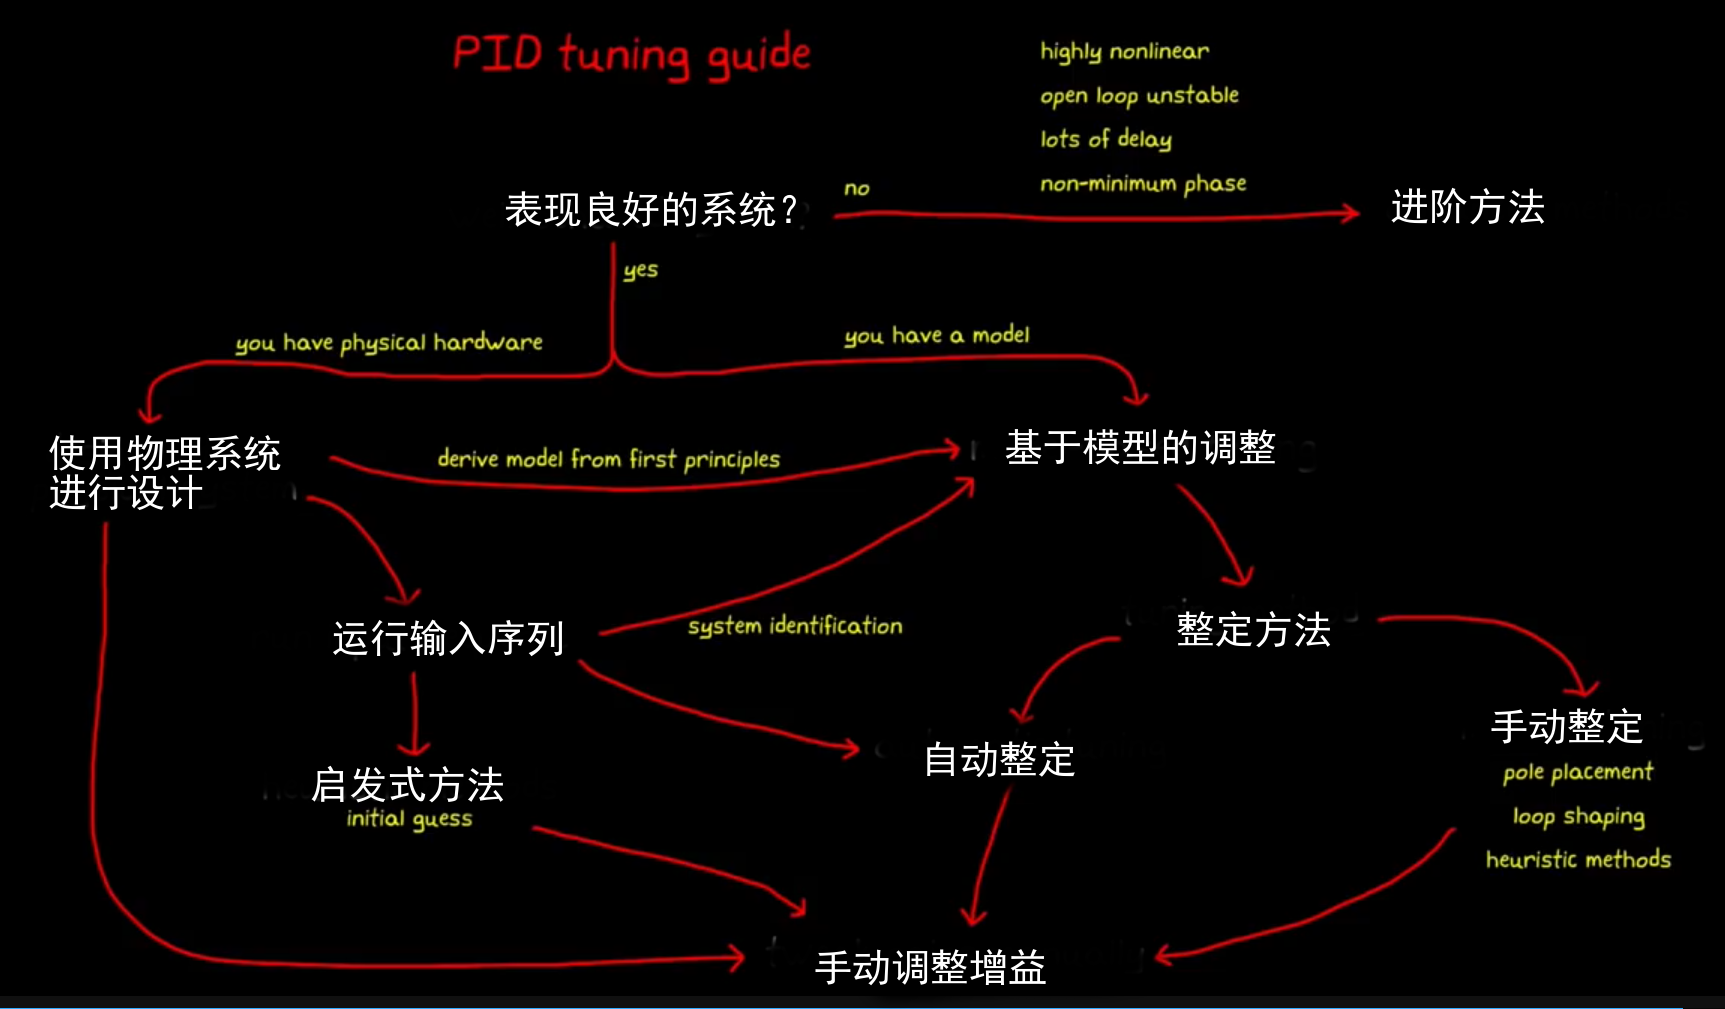 PID tuning guide
highly nonlinear
open loop unstable
lots of delay
non-minimum phase
no
表现良好的系统？
进阶方法
yes
you have physical hardware
you have a model
使用物理系统
进行设计
derive model from first principles
基于模型的调整
运行输入序列
system identification
整定方法
启发式方法
initial guess
自动整定
手动整定
pole placement
loop shaping
heuristic methods
手动调整增益